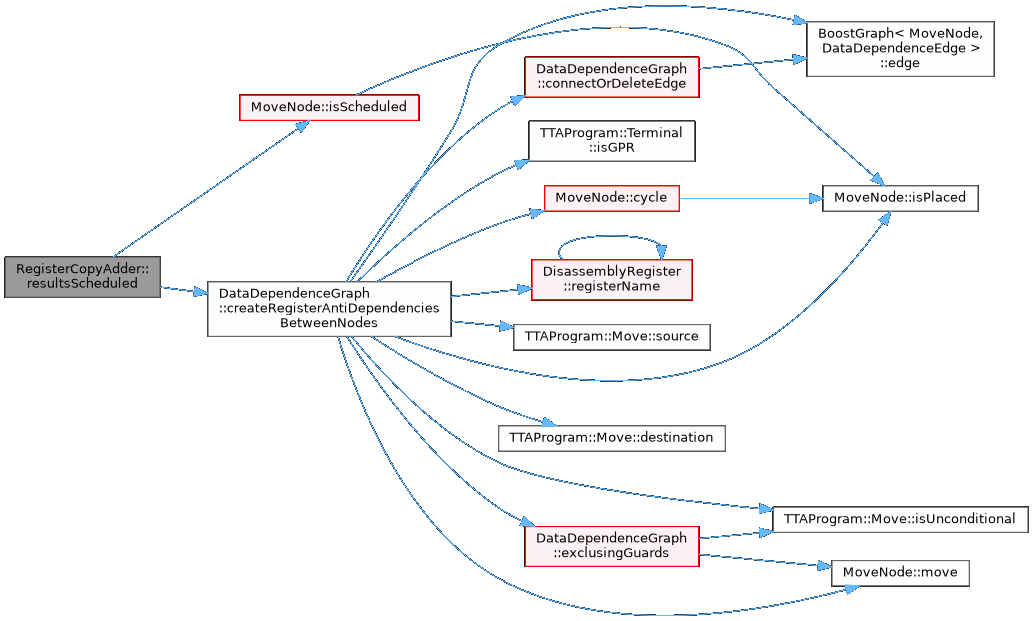 BoostGraph< MoveNode,
DataDependenceEdge >
::edge
DataDependenceGraph
::connectOrDeleteEdge
MoveNode::isScheduled
TTAProgram::Terminal
::isGPR
MoveNode::cycle
MoveNode::isPlaced
RegisterCopyAdder::
resultsScheduled
DisassemblyRegister
::registerName
DataDependenceGraph
::createRegisterAntiDependencies
BetweenNodes
TTAProgram::Move::source
TTAProgram::Move::destination
TTAProgram::Move::isUnconditional
DataDependenceGraph
::exclusingGuards
MoveNode::move